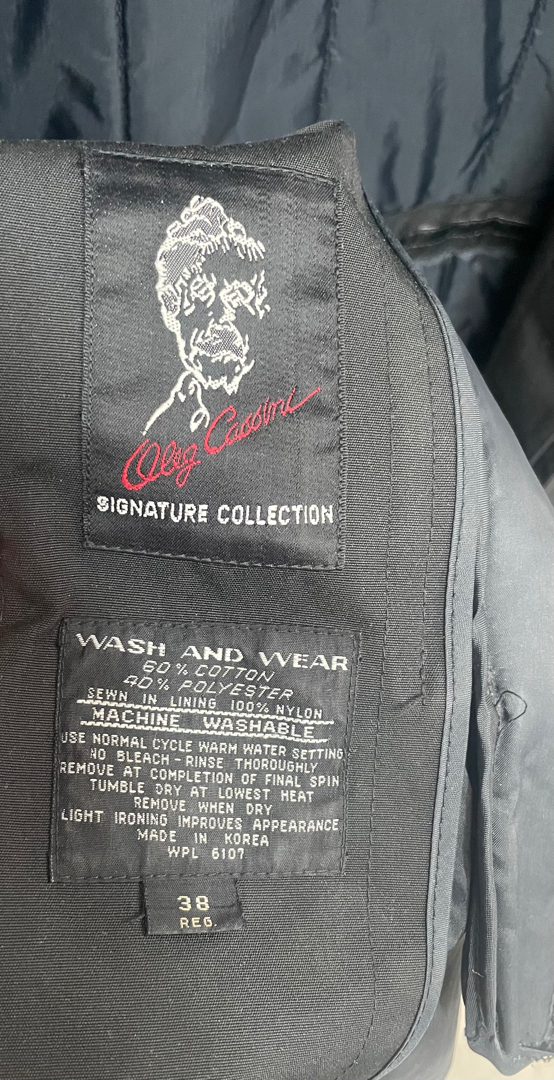 Oleg Cassini
SIGNATURE COLLECTION
WASH AND WEAR
60% COTTON
40% POLYESTER
SEWN IN LINING 100% NYLON
MACHINE WASHABLE
USE NORMAL CYCLE WARM WATER SETTING
NO BLEACH - RINSE THOROUGHLY
REMOVE AT COMPLETION OF FINAL SPIN
TUMBLE DRY AT LOWEST HEAT
REMOVE WHEN DRY
LIGHT IRONING IMPROVES APPEARANCE
MADE IN KOREA
WPL 6107
38
REG.